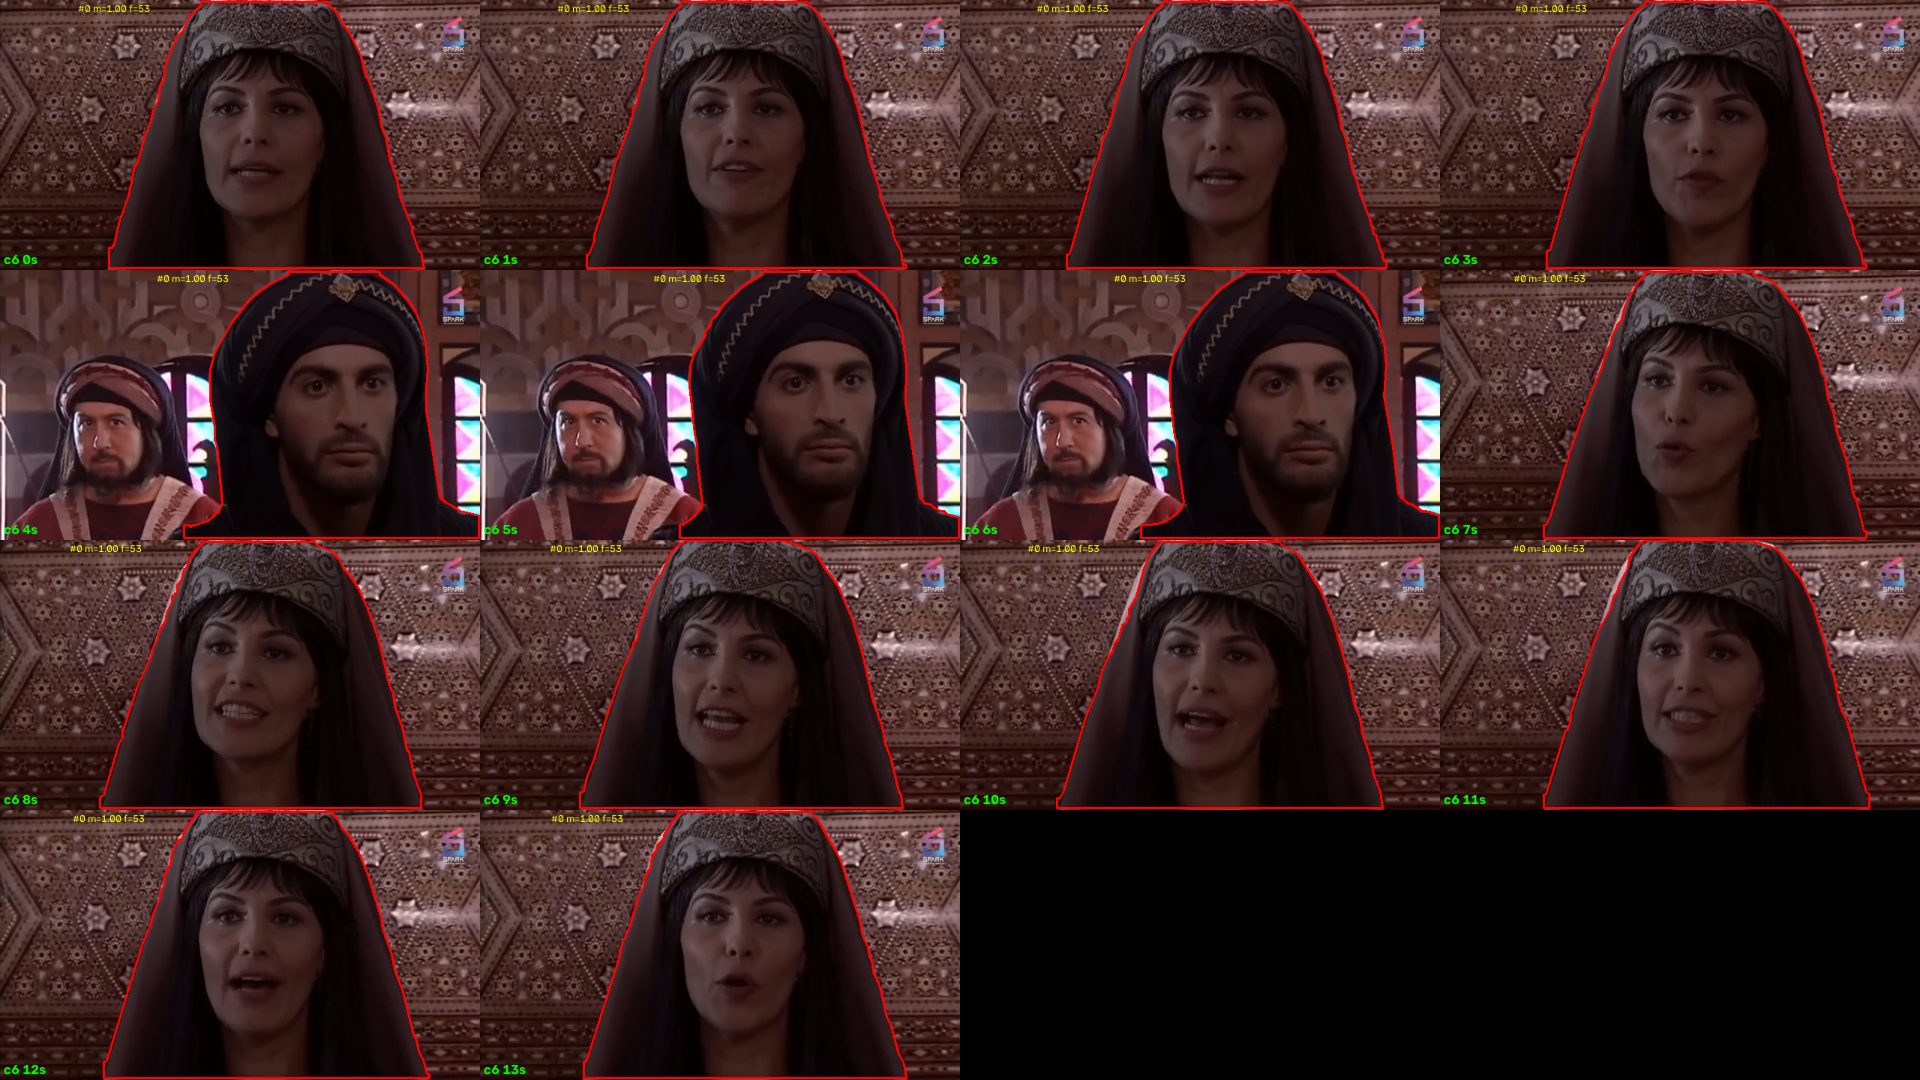 #0 m=1.00 f=53
SPARK
c6 0s
#0 m=1.00 f=53
SPARK
c6 1s
#0 m=1.00 f=53
SPARK
c6 2s
#0 m=1.00 f=53
SPARK
c6 3s
#0 m=1.00 f=53
SPARK
c6 4s
#0 m=1.00 f=53
SPARK
c6 5s
#0 m=1.00 f=53
SPARK
c6 6s
#0 m=1.00 f=53
SPARK
c6 7s
#0 m=1.00 f=53
SPARK
c6 8s
#0 m=1.00 f=53
SPARK
c6 9s
#0 m=1.00 f=53
SPARK
c6 10s
#0 m=1.00 f=53
SPARK
c6 11s
#0 m=1.00 f=53
SPARK
c6 12s
#0 m=1.00 f=53
SPARK
c6 13s